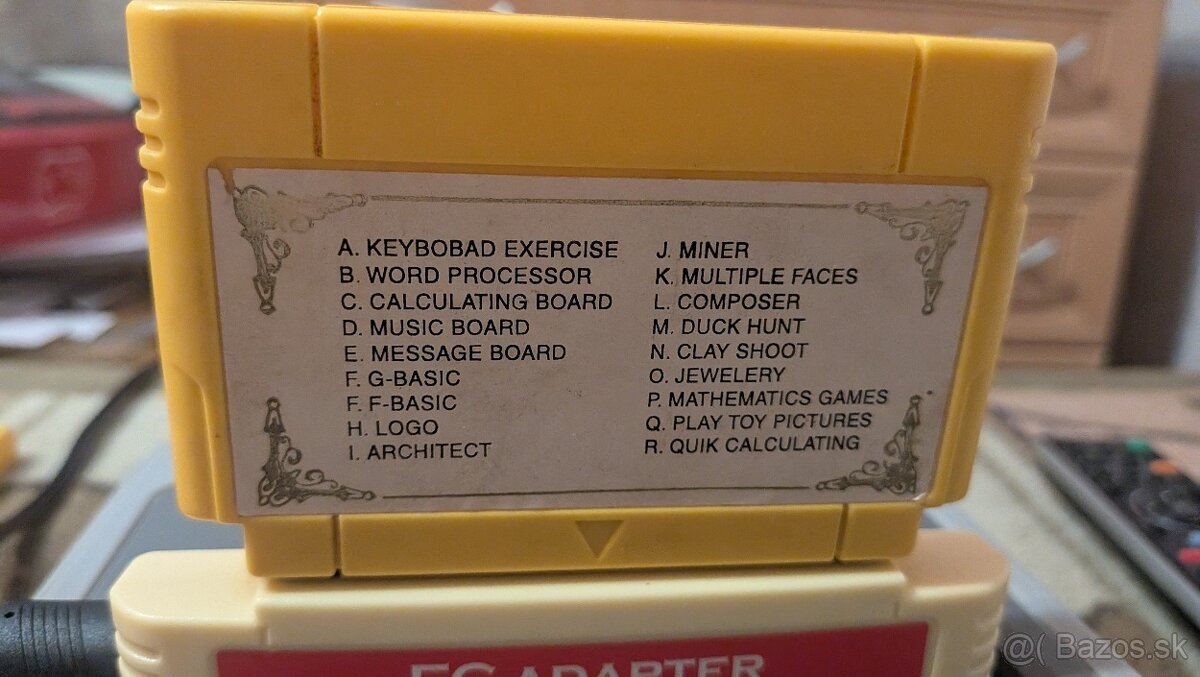 A. KEYBOBAD EXERCISE
B. WORD PROCESSOR
C. CALCULATING BOARD
D. MUSIC BOARD
E. MESSAGE BOARD
F. G-BASIC
F. F-BASIC
H. LOGO
I. ARCHITECT
J. MINER
K. MULTIPLE FACES
L. COMPOSER
M. DUCK HUNT
N. CLAY SHOOT
O. JEWELERY
P. MATHEMATICS GAMES
Q. PLAY TOY PICTURES
R. QUIK CALCULATING
FC ADAPTER
@( Bazos.sk